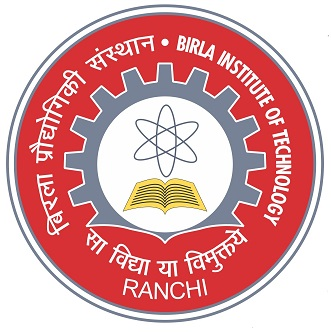 बिरला प्रौद्योगिकी संस्थान • BIRLA INSTITUTE OF TECHNOLOGY
सा विद्या या विमुक्तये
RANCHI